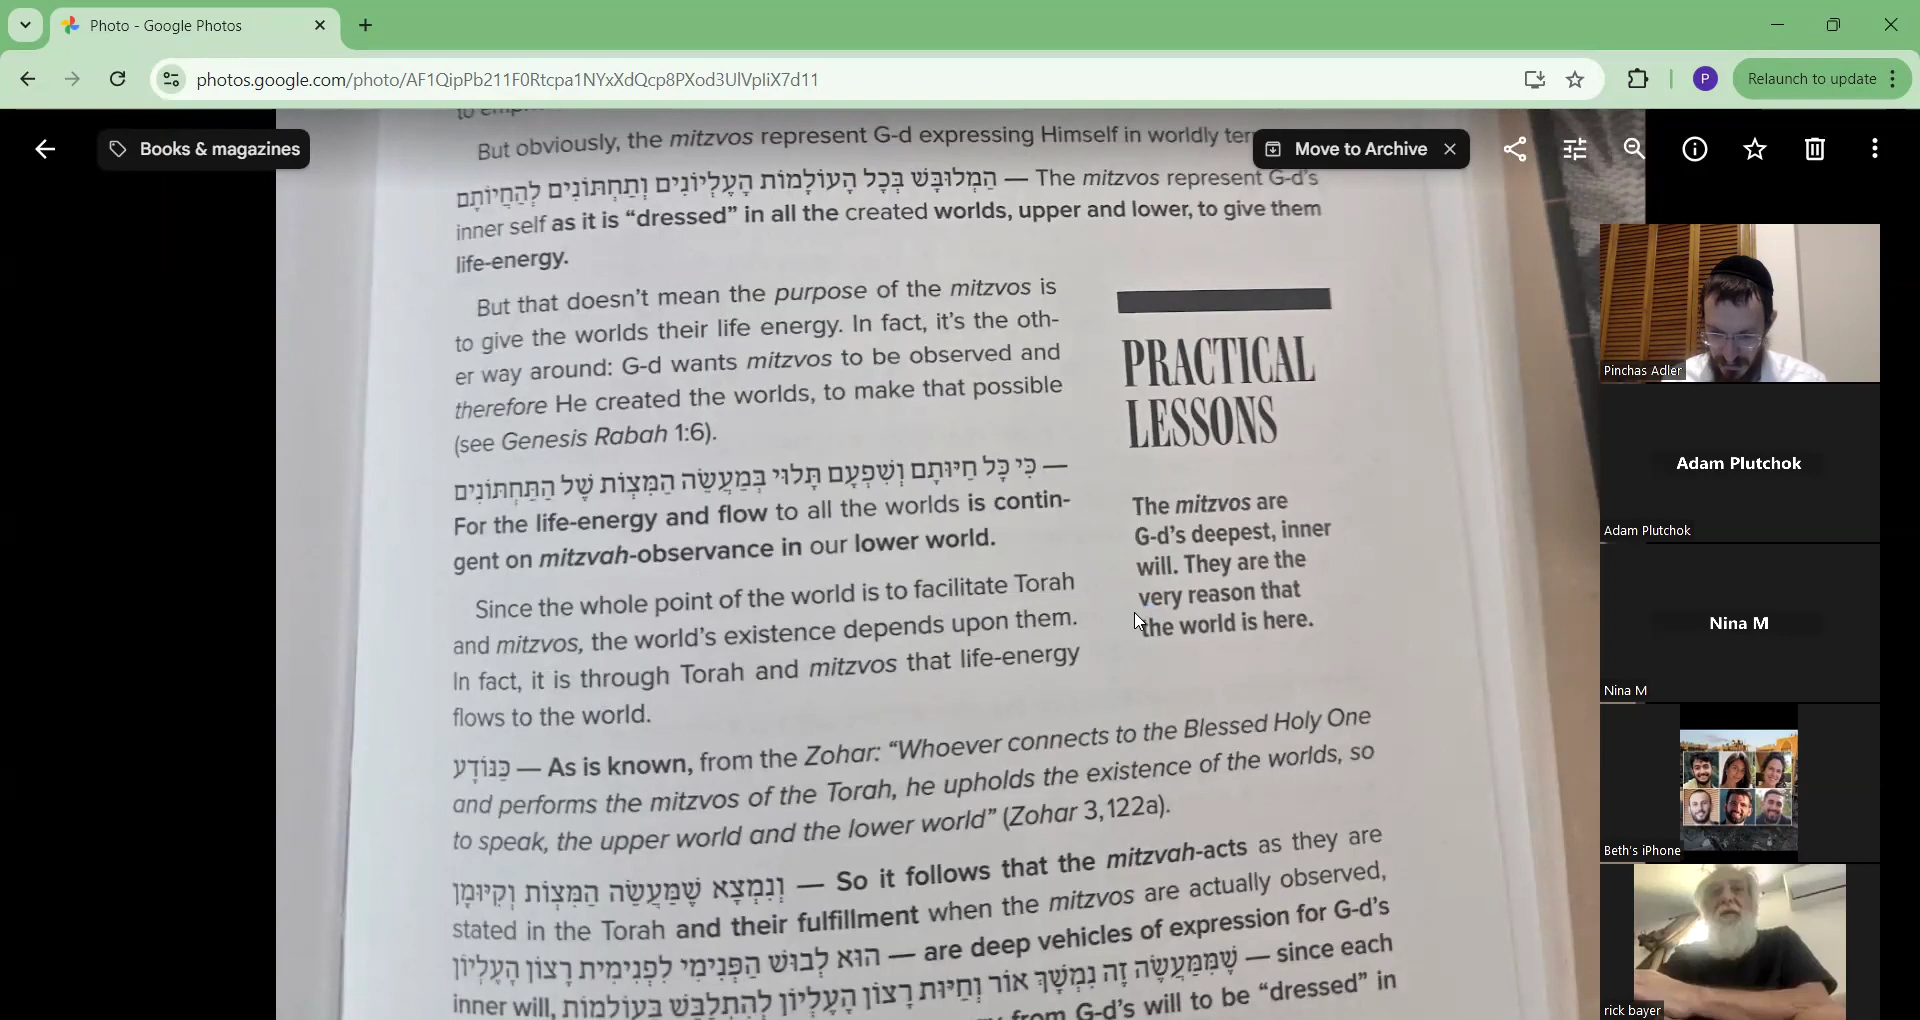 Photo - Google Photos
photos.google.com/photo/AF1QipPb211F0Rtcpa1NYxXdQcp8PXod3UlVpIiX7d11
P
Relaunch to update
Books & magazines
Move to Archive
But obviously, the mitzvos represent G-d expressing Himself in worldly
הַמְלוּבָּשׁ בְּכָל הָעוֹלָמוֹת הָעֶלְיוֹנִים וְתַחְתּוֹנִים לְהַחֲיוֹתָם — The mitzvos represent G-d's
inner self as it is "dressed" in all the created worlds, upper and lower, to give them
life-energy.
But that doesn't mean the purpose of the mitzvos is
to give the worlds their life energy. In fact, it's the oth-
er way around: G-d wants mitzvos to be observed and
therefore He created the worlds, to make that possible
(see Genesis Rabah 1:6).
כִּי כָּל חַיּוּתָם וְשִׁפְעָם תָּלוּי בְּמַעֲשֵׂה הַמִּצְוֹת שֶׁל הַתַּחְתּוֹנִים —
For the life-energy and flow to all the worlds is contin-
gent on mitzvah-observance in our lower world.
Since the whole point of the world is to facilitate Torah
and mitzvos, the world's existence depends upon them.
In fact, it is through Torah and mitzvos that life-energy
flows to the world.
PRACTICAL
LESSONS
The mitzvos are
G-d's deepest, inner
will. They are the
very reason that
the world is here.
כַּנּוֹדָע — As is known, from the Zohar: "Whoever connects to the Blessed Holy One
and performs the mitzvos of the Torah, he upholds the existence of the worlds, so
to speak, the upper world and the lower world" (Zohar 3,122a).
וְנִמְצָא שֶׁמַּעֲשֵׂה הַמִּצְוֹת וְקִיּוּמָן — So it follows that the mitzvah-acts as they are
stated in the Torah and their fulfillment when the mitzvos are actually observed,
הוּא לְבוּשׁ הַפְּנִימִי לִפְנִימִית רָצוֹן הָעֶלְיוֹן — are deep vehicles of expression for G-d's
inner will, שֶׁמִּמַּעֲשֶׂה זֶה נִמְשָׁךְ אוֹר וְחַיּוּת רָצוֹן הָעֶלְיוֹן לְהִתְלַבֵּשׁ בְּעוֹלָמוֹת — since each
from G-d's will to be "dressed" in
Pinchas Adler
Adam Plutchok
Adam Plutchok
Nina M
Nina M
Beth's iPhone
rick bayer